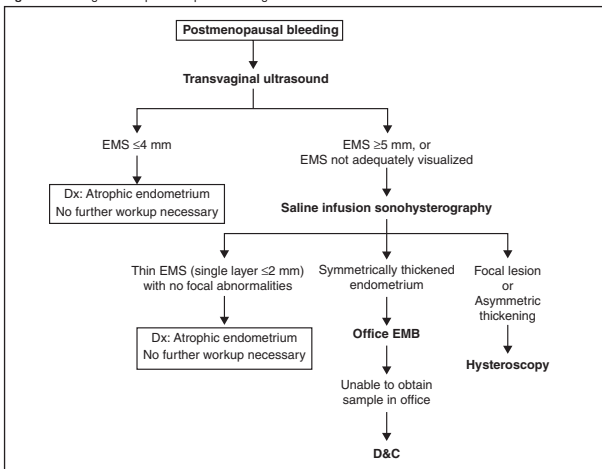 Postmenopausal bleeding
Transvaginal ultrasound
EMS ≤4 mm
EMS ≥5 mm, or
EMS not adequately visualized
Dx: Atrophic endometrium
No further workup necessary
Saline infusion sonohysterography
Thin EMS (single layer ≤2 mm)
with no focal abnormalities
Symmetrically thickened
endometrium
Focal lesion
or
Asymmetric
thickening
Dx: Atrophic endometrium
No further workup necessary
Office EMB
Hysteroscopy
Unable to obtain
sample in office
D&C